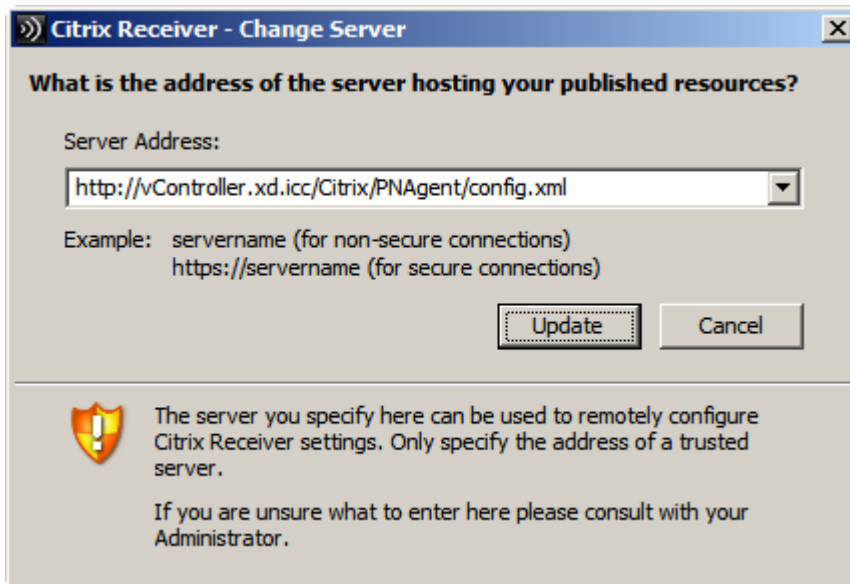 Citrix Receiver - Change Server
What is the address of the server hosting your published resources?
Server Address:
http://vController.xd.icc/Citrix/PNAgent/config.xml
Example: servername (for non-secure connections)
https://servername (for secure connections)
Update Cancel
The server you specify here can be used to remotely configure
Citrix Receiver settings. Only specify the address of a trusted
server.
If you are unsure what to enter here please consult with your
Administrator.